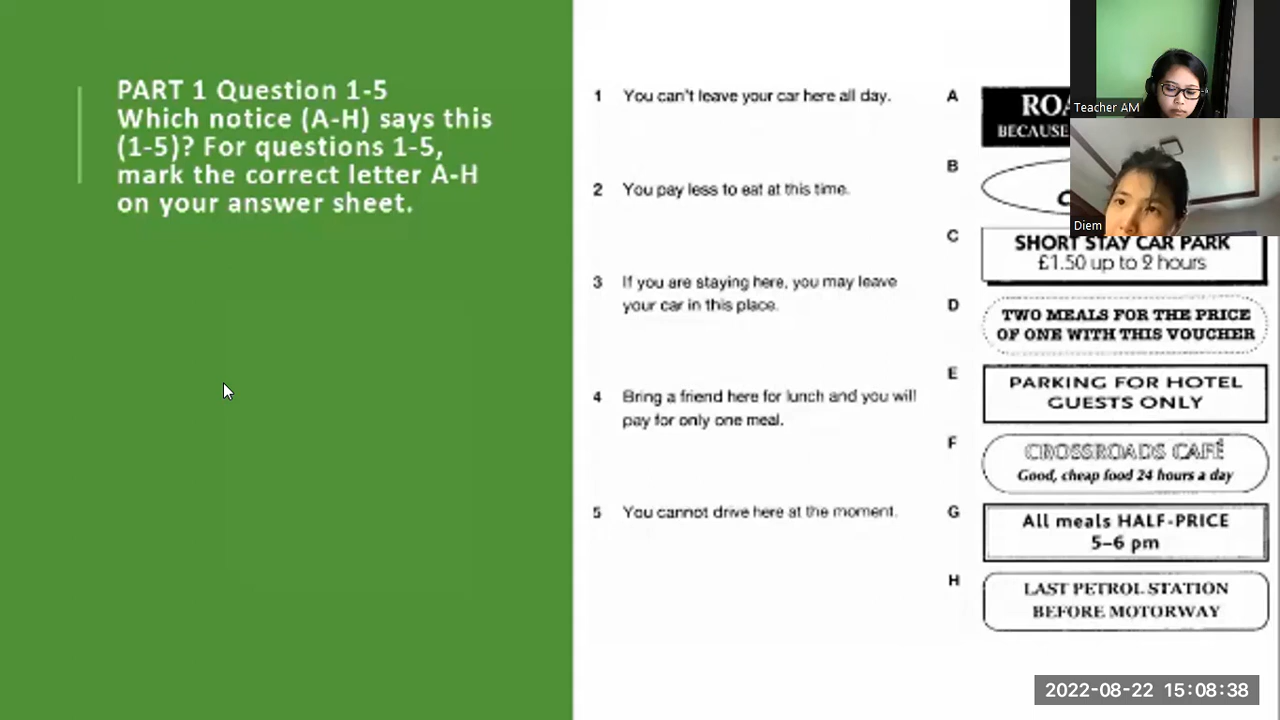 PART 1 Question 1-5
Which notice (A-H) says this
(1-5)? For questions 1-5,
mark the correct letter A-H
on your answer sheet.
1 You can't leave your car here all day.
2 You pay less to eat at this time.
3 If you are staying here, you may leave
your car in this place.
4 Bring a friend here for lunch and you will
pay for only one meal.
5 You cannot drive here at the moment.
A
BECAUSE
B
C SHORT STAY CAR PARK
£1.50 up to 2 hours
D TWO MEALS FOR THE PRICE
OF ONE WITH THIS VOUCHER
E PARKING FOR HOTEL
GUESTS ONLY
F CROSSROADS CAFÉ
Good, cheap food 24 hours a day
G All meals HALF-PRICE
5–6 pm
H LAST PETROL STATION
BEFORE MOTORWAY
Teacher AM
Diem
2022-08-22 15:08:38